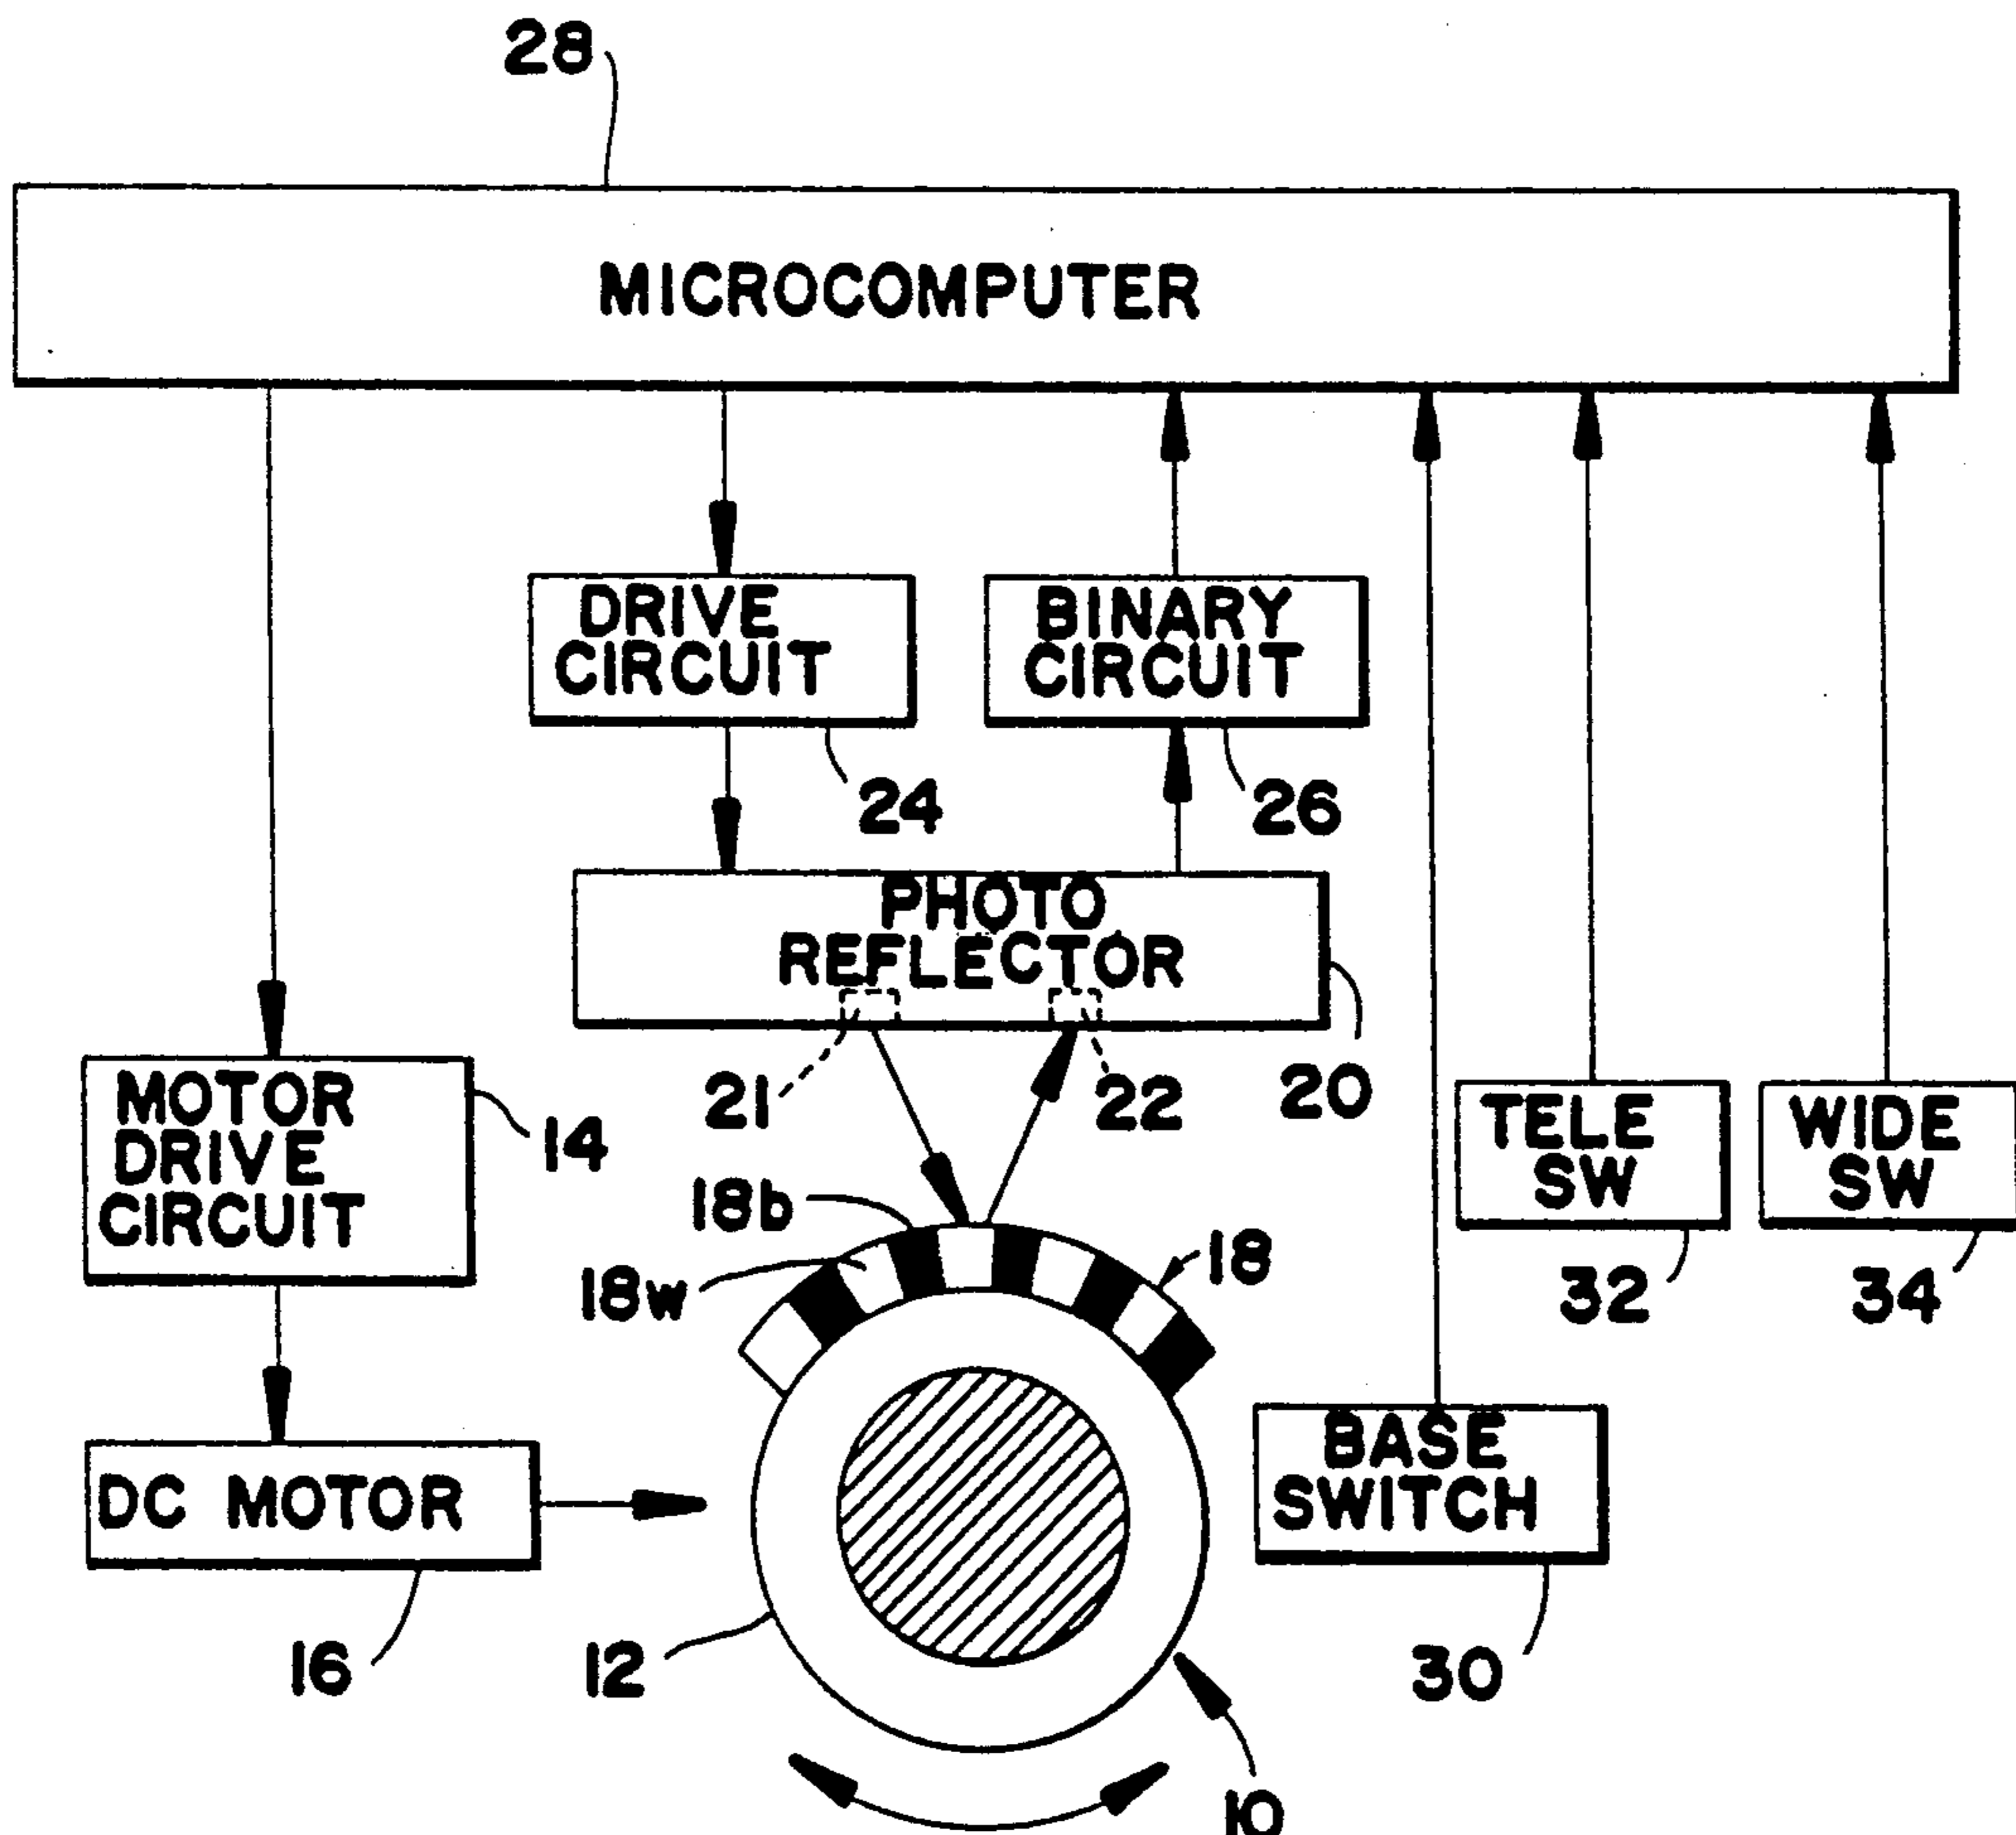 28
MICROCOMPUTER
DRIVE
CIRCUIT
BINARY
CIRCUIT
24
26
PHOTO
REFLECTOR
21
22
20
MOTOR
DRIVE
CIRCUIT
14
TELE
SW
WIDE
SW
18b
18w
18
32
34
DC MOTOR
BASE
SWITCH
16
12
30
10